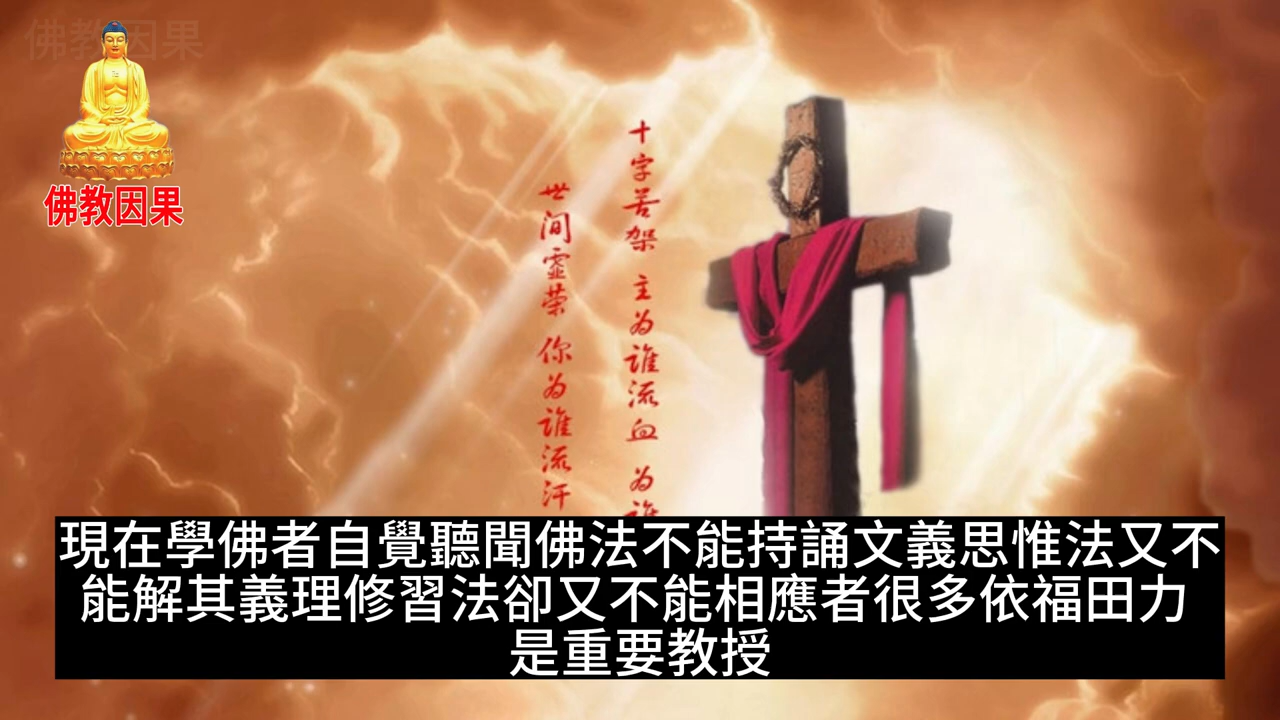 佛教因果
佛教因果
十字苦架 主为谁流血 为谁
世间虚荣 你为谁流汗
現在學佛者自覺聽聞佛法不能持誦文義思惟法又不
能解其義理修習法卻又不能相應者很多依福田力
是重要教授